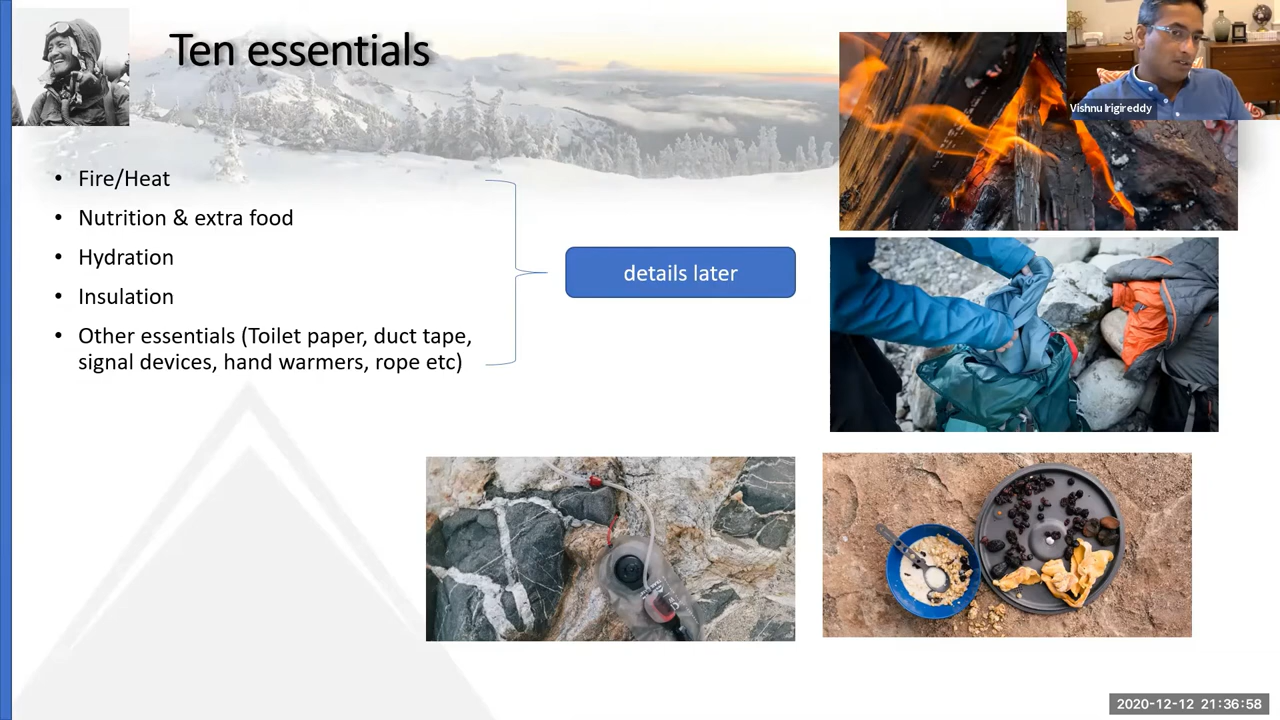 Ten essentials
Vishnu Irigireddy
• Fire/Heat
• Nutrition & extra food
• Hydration
• Insulation
• Other essentials (Toilet paper, duct tape,
signal devices, hand warmers, rope etc)
details later
2020-12-12 21:36:58